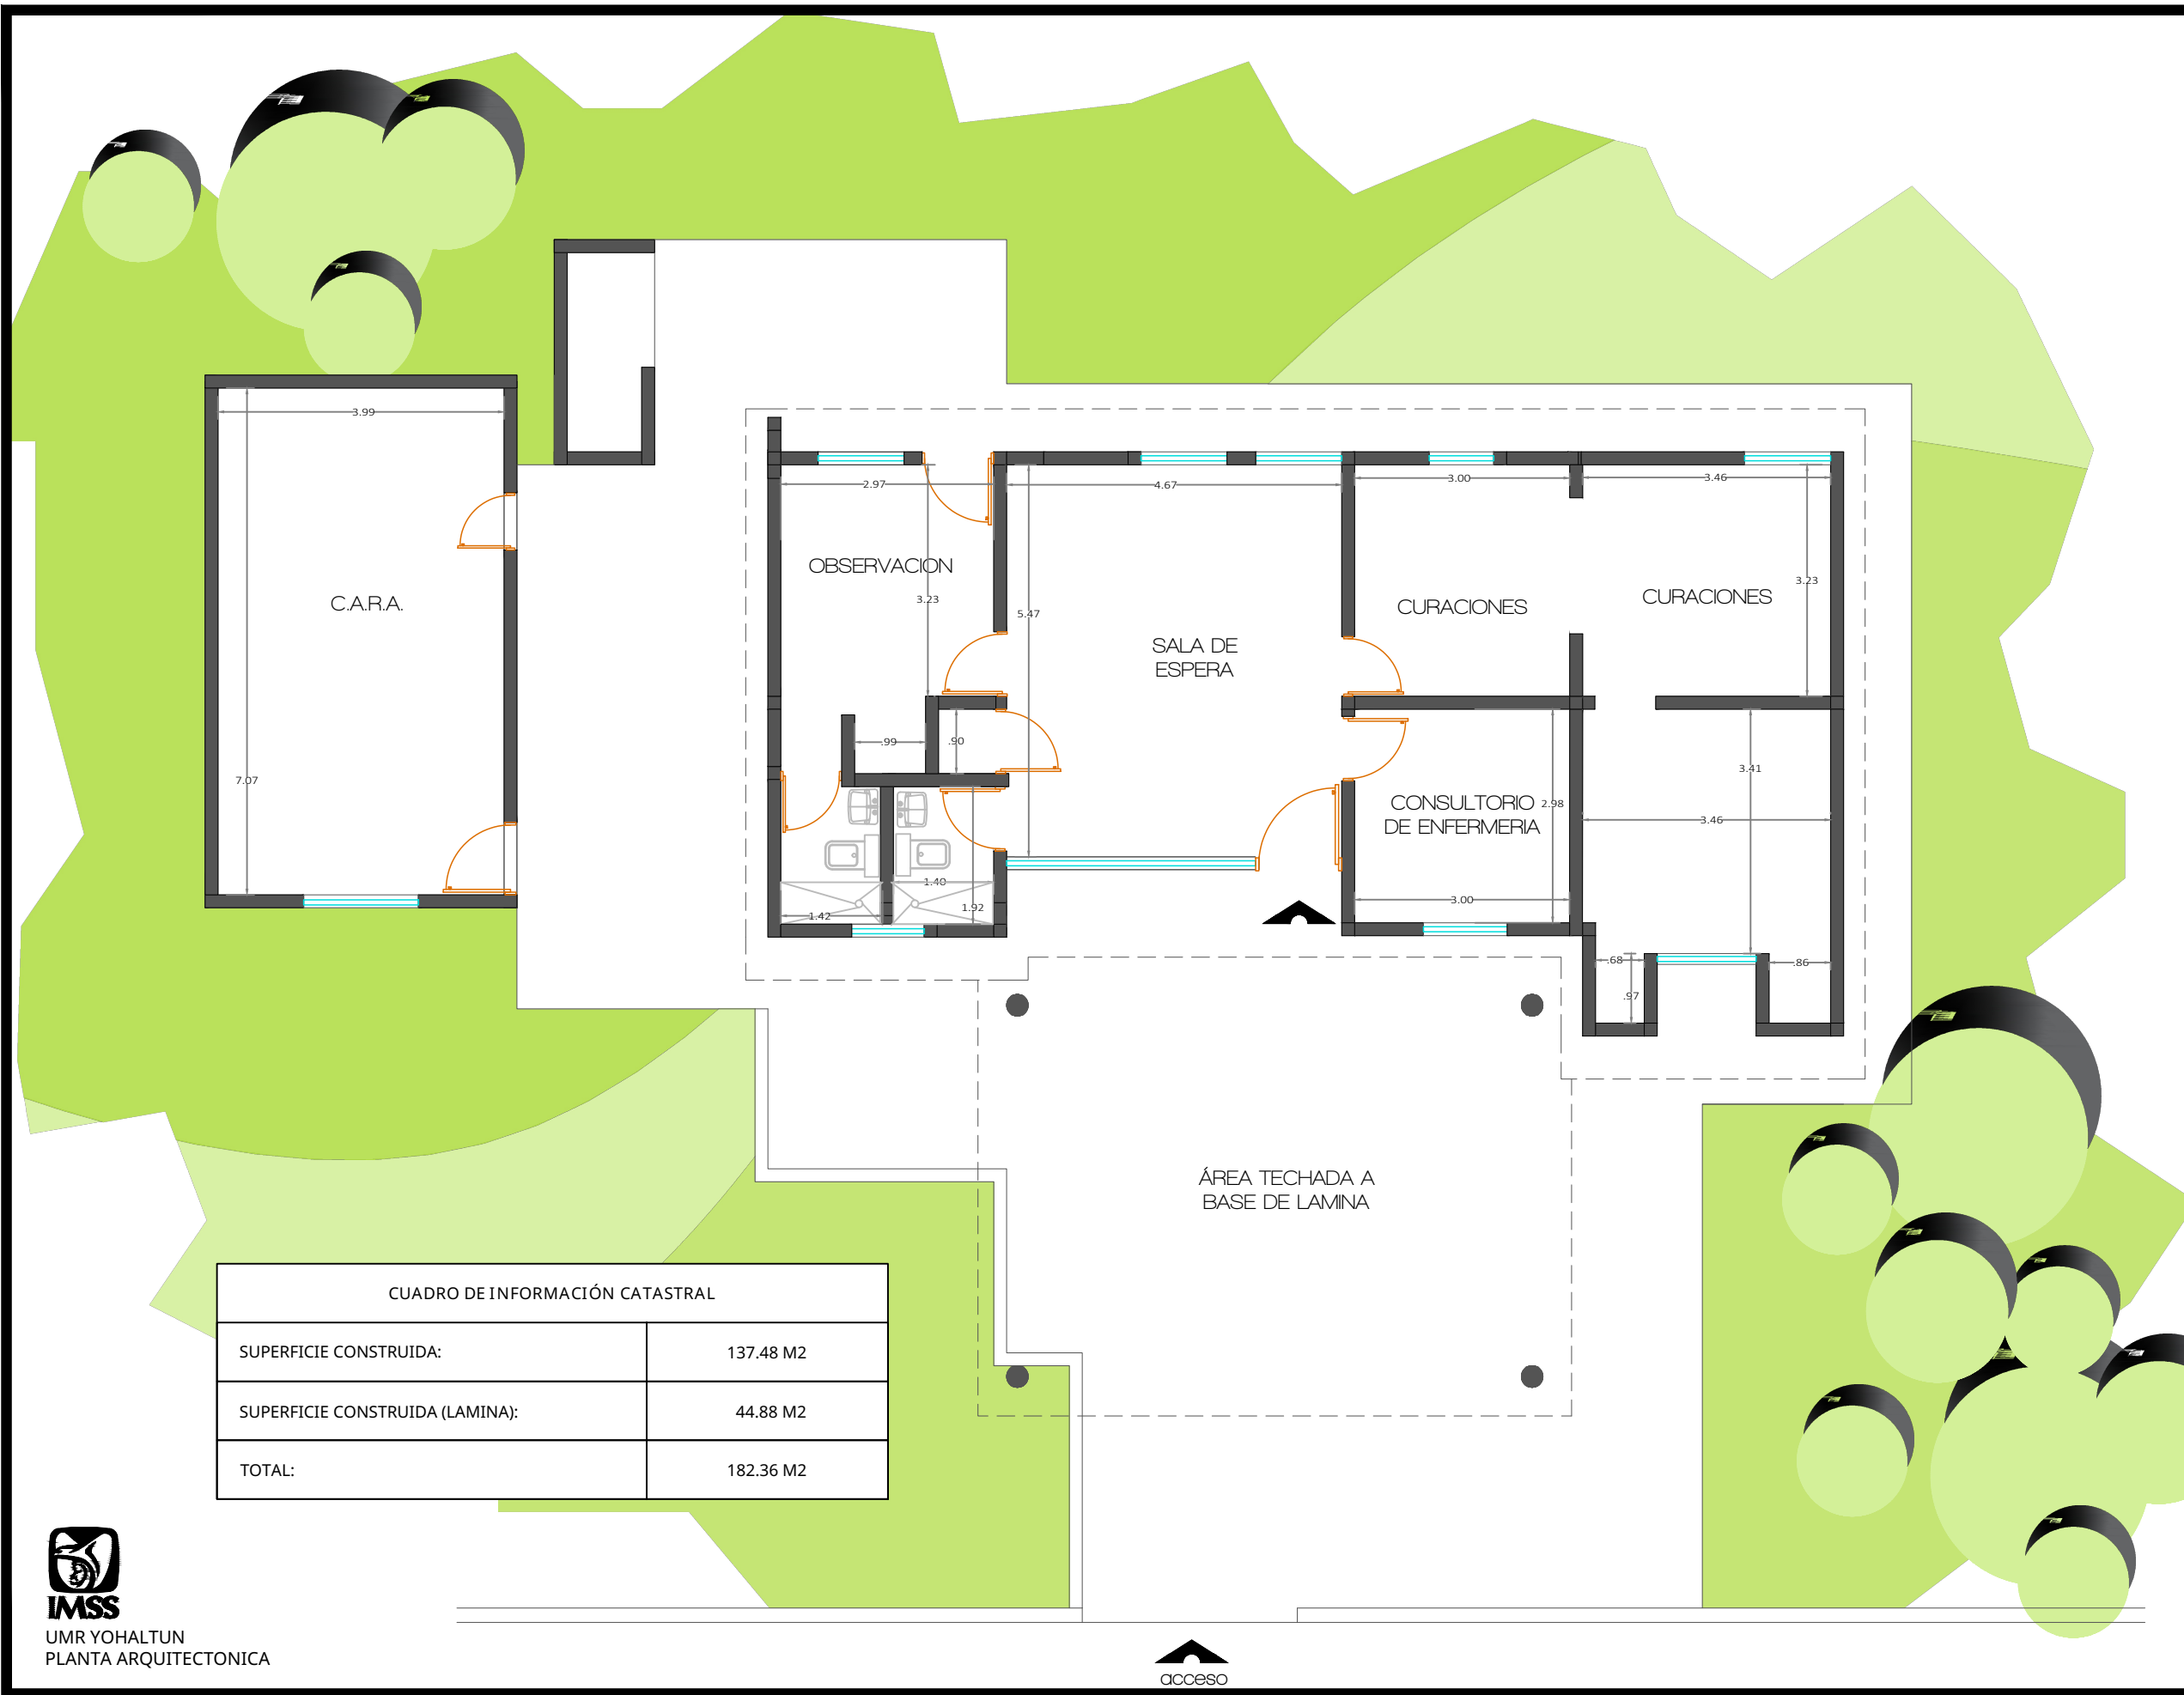 3.99
2.97
4.67
3.00
3.46
OBSERVACION
3.23
3.23
C.A.R.A.
5.47
CURACIONES
CURACIONES
SALA DE
ESPERA
.99
.90
7.07
3.41
CONSULTORIO
DE ENFERMERIA
2.98
3.46
1.40
1.42
1.92
3.00
.68
.86
.97
ÁREA TECHADA A
BASE DE LAMINA
CUADRO DE INFORMACIÓN CATASTRAL
SUPERFICIE CONSTRUIDA: 137.48 M2
SUPERFICIE CONSTRUIDA (LAMINA): 44.88 M2
TOTAL: 182.36 M2
IMSS
UMR YOHALTUN
PLANTA ARQUITECTONICA
acceso